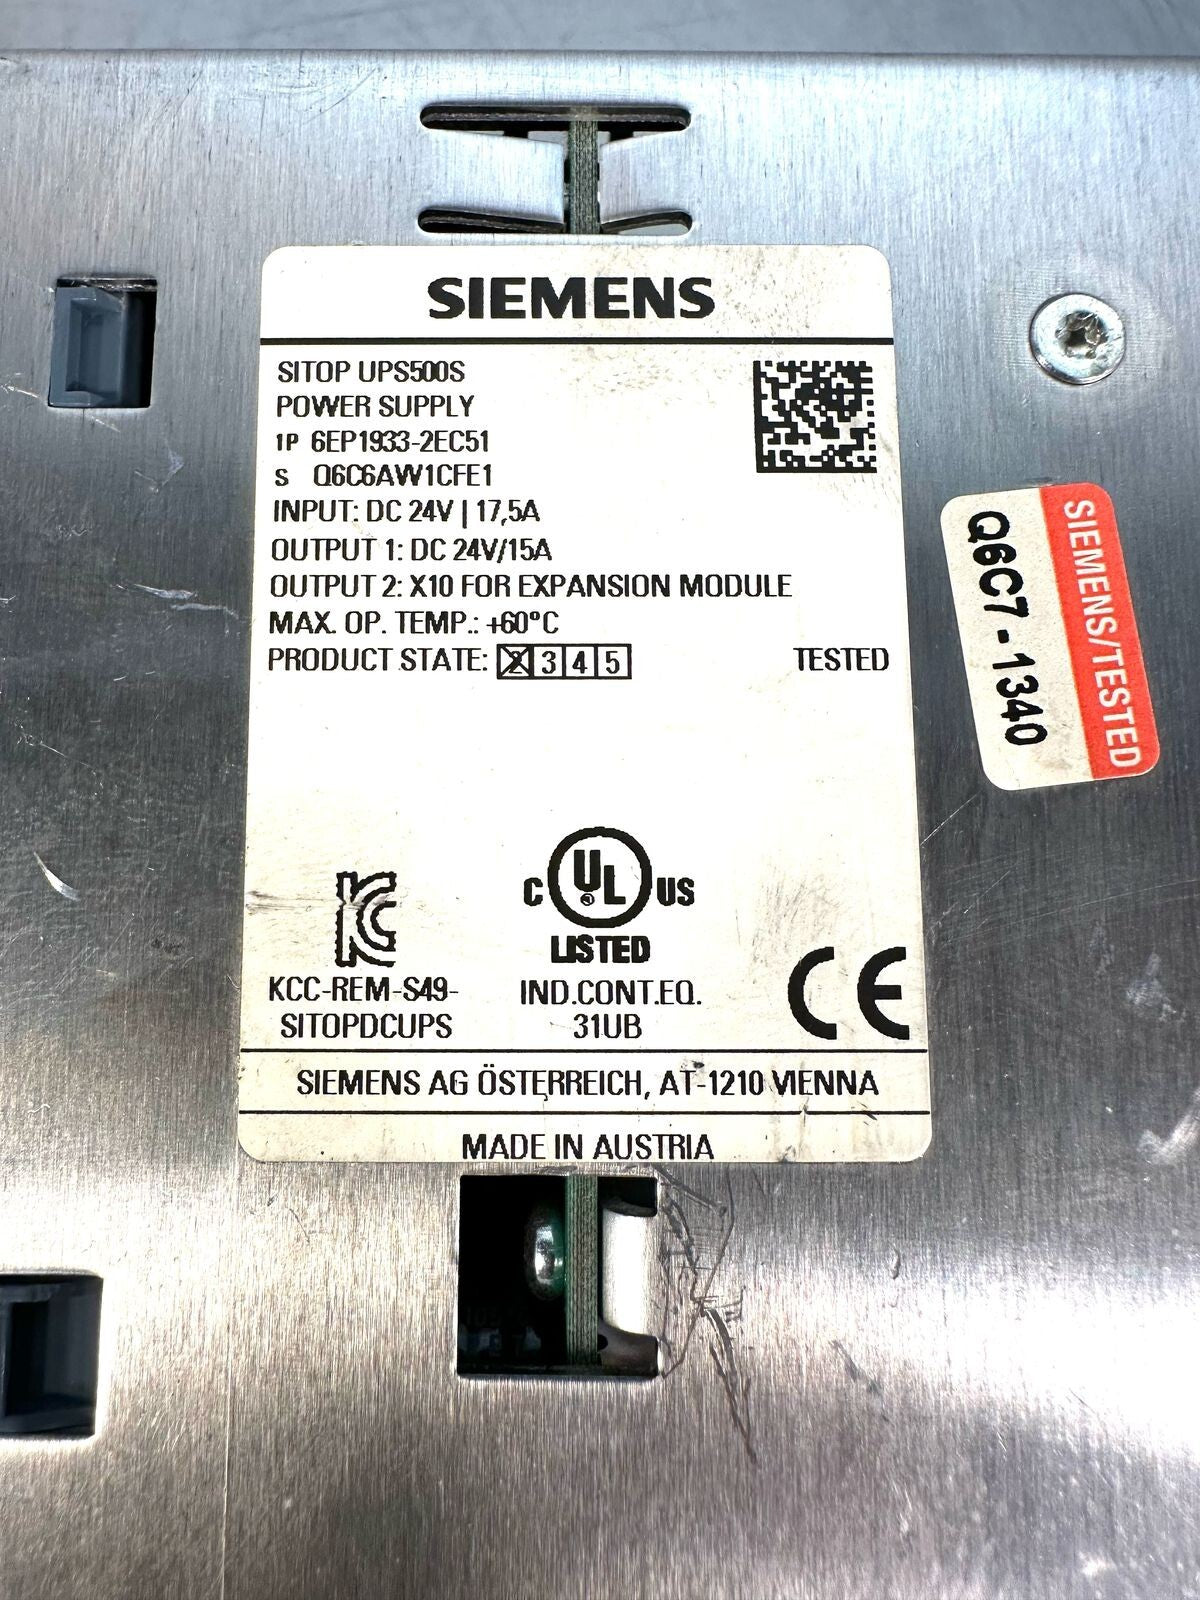 SIEMENS
SITOP UPS500S
POWER SUPPLY
1P 6EP1933-2EC51
S Q6C6AW1CFE1
INPUT: DC 24V | 17,5A
OUTPUT 1: DC 24V/15A
OUTPUT 2: X10 FOR EXPANSION MODULE
MAX. OP. TEMP.: +60°C
PRODUCT STATE: 2 3 4 5 TESTED
SIEMENS/TESTED
Q6C7-1340
C UL US
LISTED
KC
KCC-REM-S49-
SITOPDCUPS
IND.CONT.EQ.
31UB
CE
SIEMENS AG ÖSTERREICH, AT-1210 VIENNA
MADE IN AUSTRIA